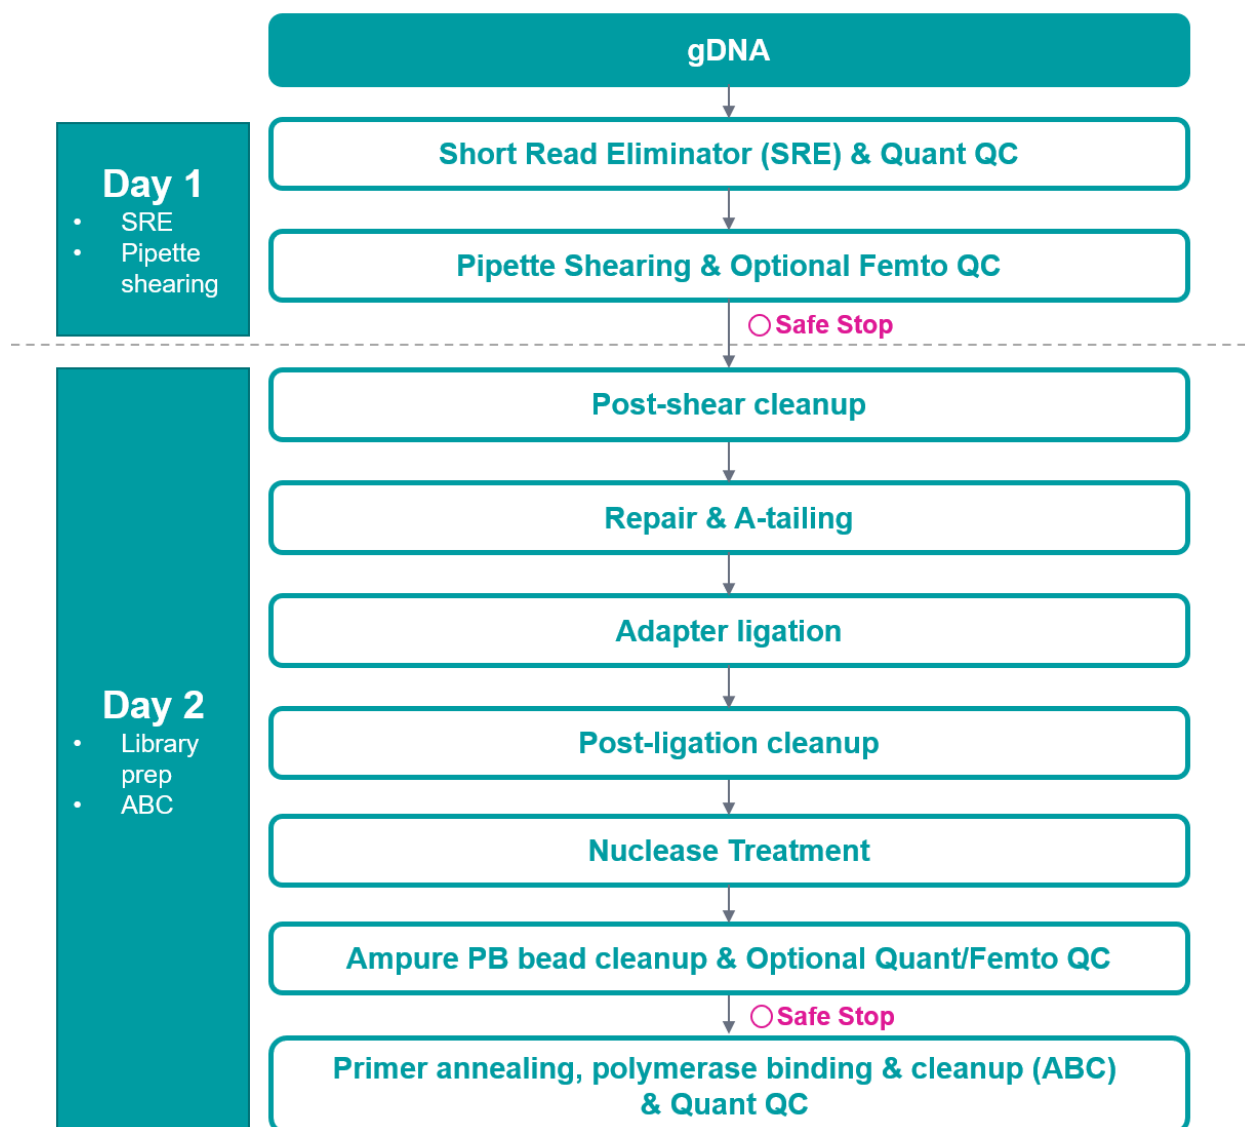 gDNA
Day 1
• SRE
• Pipette
shearing
Short Read Eliminator (SRE) & Quant QC
Pipette Shearing & Optional Femto QC
Safe Stop
Day 2
• Library
prep
• ABC
Post-shear cleanup
Repair & A-tailing
Adapter ligation
Post-ligation cleanup
Nuclease Treatment
Ampure PB bead cleanup & Optional Quant/Femto QC
Safe Stop
Primer annealing, polymerase binding & cleanup (ABC)
& Quant QC